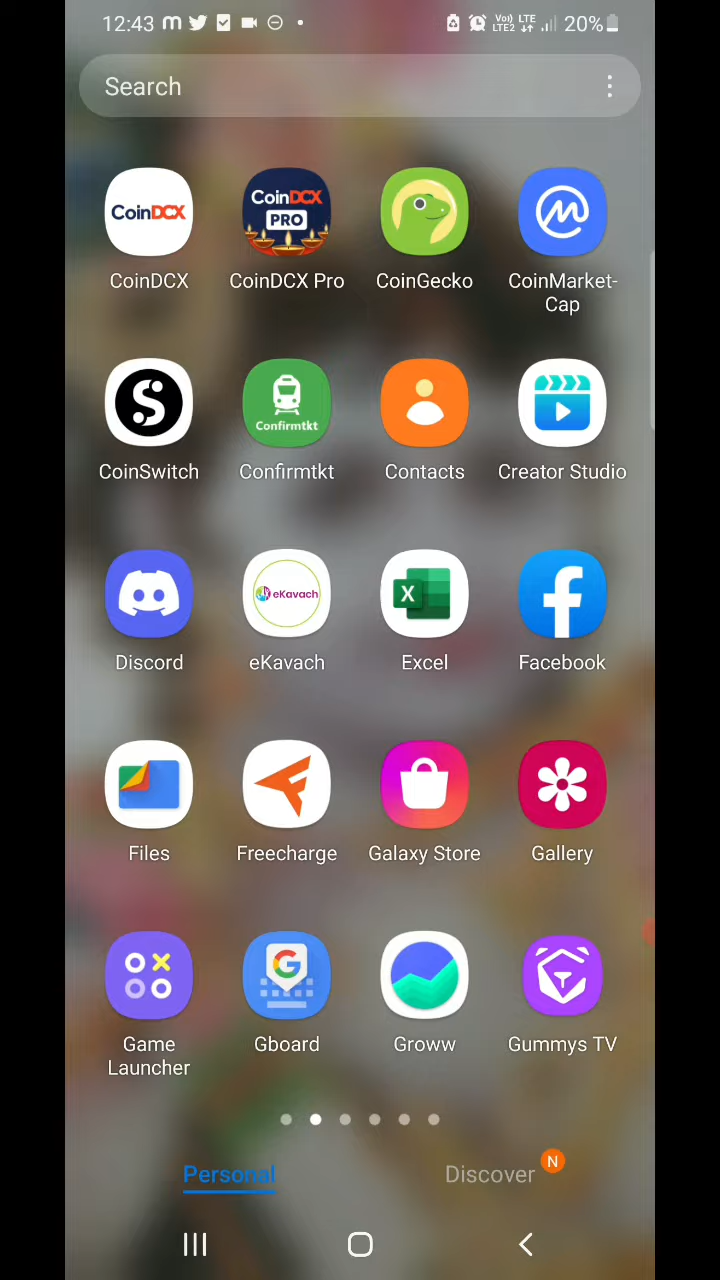 12:43
Vo)) LTE
LTE2
20%
Search
CoinDCX
CoinDCX
PRO
CoinDCX
CoinDCX Pro
CoinGecko
CoinMarket-
Cap
Confirmtkt
CoinSwitch
Confirmtkt
Contacts
Creator Studio
eKavach
X
Discord
eKavach
Excel
Facebook
Files
Freecharge
Galaxy Store
Gallery
G
Game
Launcher
Gboard
Groww
Gummys TV
Personal
Discover
N